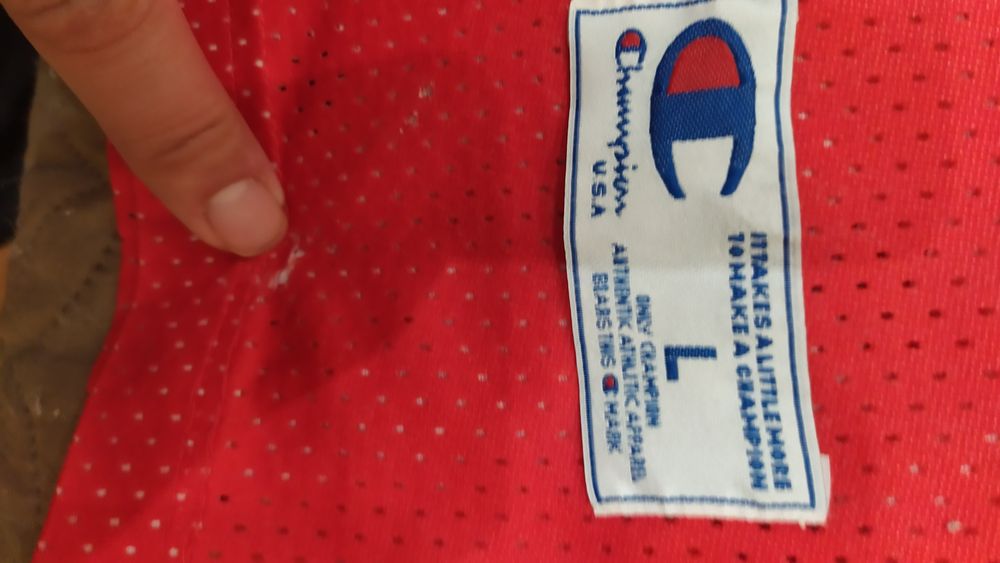 Champion
U.S.A
IT TAKES A LITTLE MORE
TO MAKE A CHAMPION
L
ONLY CHAMPION
AUTHENTIC ATHLETIC APPAREL
BEARS THIS C MARK